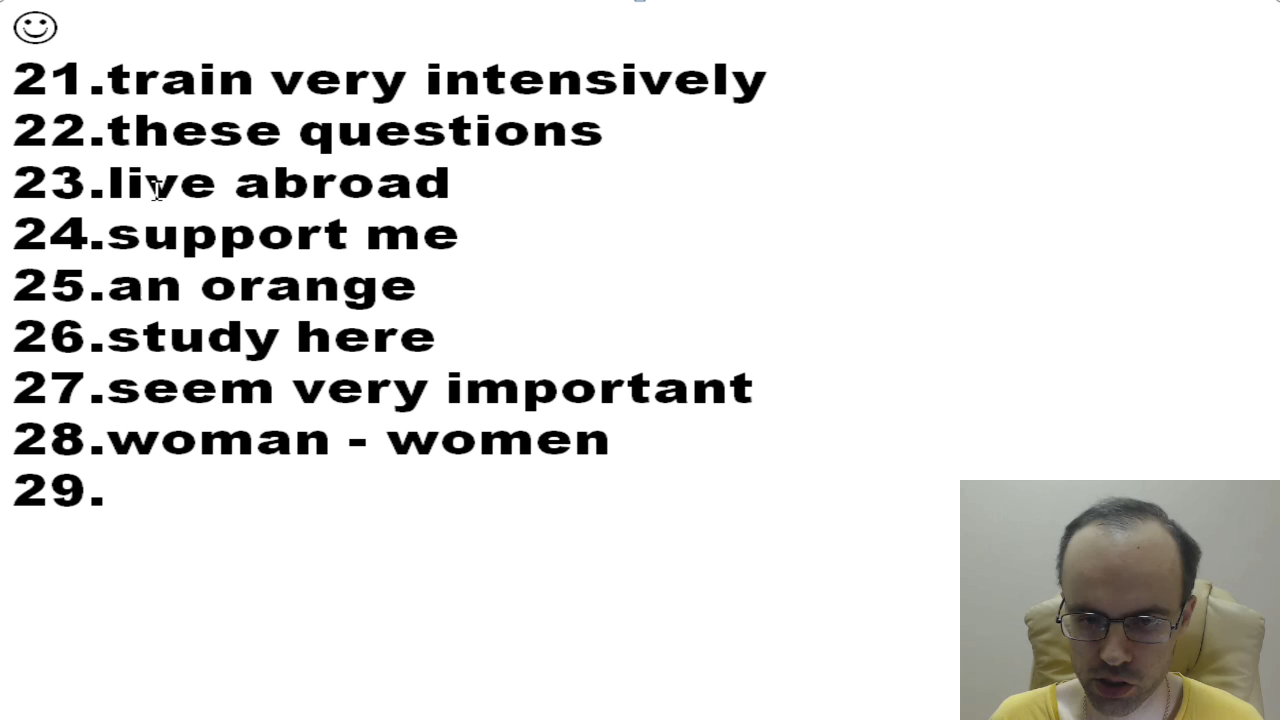 21.train very intensively
22.these questions
23.live abroad
24.support me
25.an orange
26.study here
27.seem very important
28.woman - women
29.